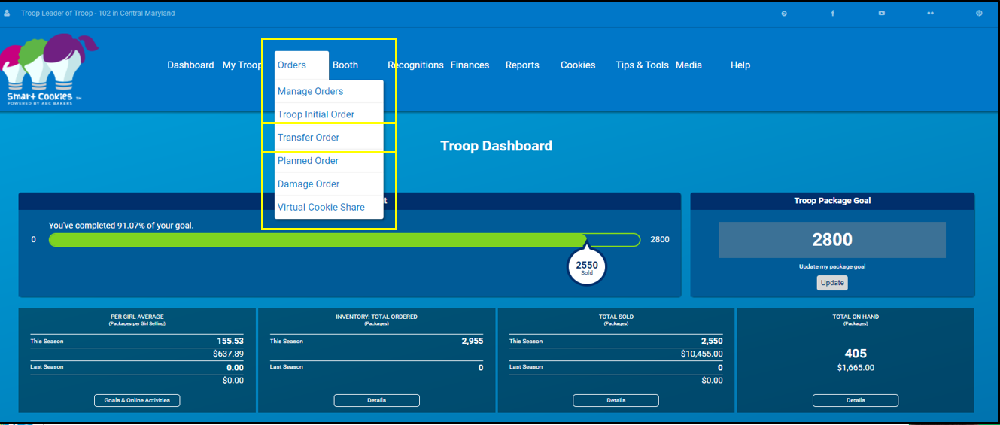 Troop Leader of Troop - 102 in Central Maryland
Smart Cookies TM
POWERED BY ABC BAKERS
Dashboard My Troop Orders Booth Recognitions Finances Reports Cookies Tips & Tools Media Help
Manage Orders
Troop Initial Order
Transfer Order
Planned Order
Damage Order
Virtual Cookie Share
Troop Dashboard
t
You've completed 91.07% of your goal.
0
2800
2550
Sold
Troop Package Goal
2800
Update my package goal
Update
PER GIRL AVERAGE
(Packages per Girl Selling)
This Season 155.53
$637.89
Last Season 0.00
$0.00
Goals & Online Activities
INVENTORY: TOTAL ORDERED
(Packages)
This Season 2,955
Last Season 0
Details
TOTAL SOLD
(Packages)
This Season 2,550
$10,455.00
Last Season 0
$0.00
Details
TOTAL ON HAND
(Packages)
405
$1,665.00
Details